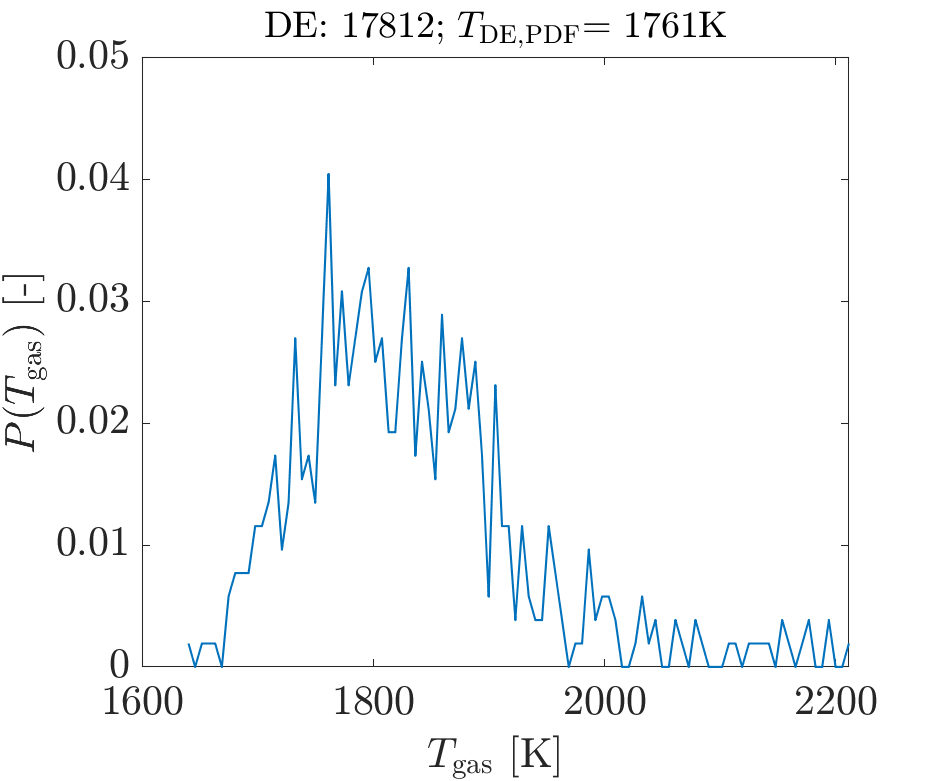 DE: 17812; T_DE,PDF= 1761K
0.05
0.04
0.03
0.02
0.01
0
P(T_gas) [-]
1600 1800 2000 2200
T_gas [K]